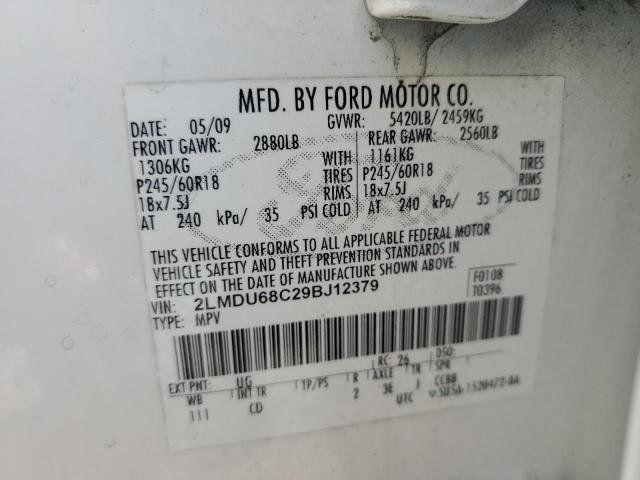 MFD. BY FORD MOTOR CO.
DATE: 05/09 GVWR: 5420LB/ 2459KG
FRONT GAWR: 2880LB REAR GAWR: 2560LB
1306KG WITH 1161KG WITH
P245/60R18 TIRES P245/60R18 TIRES
18x7.5J RIMS 18x7.5J RIMS
AT 240 kPa/ 35 PSI COLD AT 240 kPa/ 35 PSI COLD
THIS VEHICLE CONFORMS TO ALL APPLICABLE FEDERAL MOTOR
VEHICLE SAFETY AND THEFT PREVENTION STANDARDS IN
EFFECT ON THE DATE OF MANUFACTURE SHOWN ABOVE.
VIN: 2LMDU68C29BJ12379 F0108
TYPE: MPV T0396
EXT PNT: UG RC: 26 DSO:
WB INT TR TP/PS R AXLE TR SPR
111 CD 2 3E J CCBB
UTC